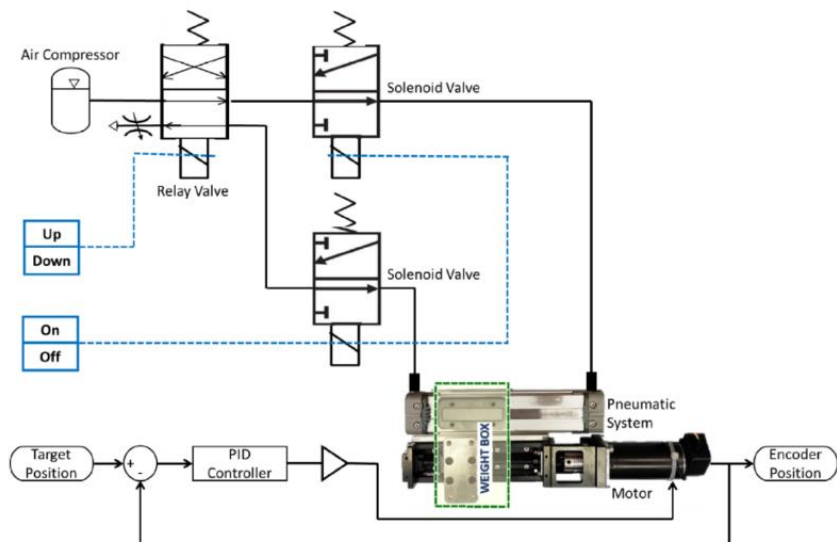 Air Compressor
Solenoid Valve
Relay Valve
Up
Down
Solenoid Valve
On
Off
Pneumatic
System
WEIGHT BOX
Target
Position
+
-
PID
Controller
Motor
Encoder
Position